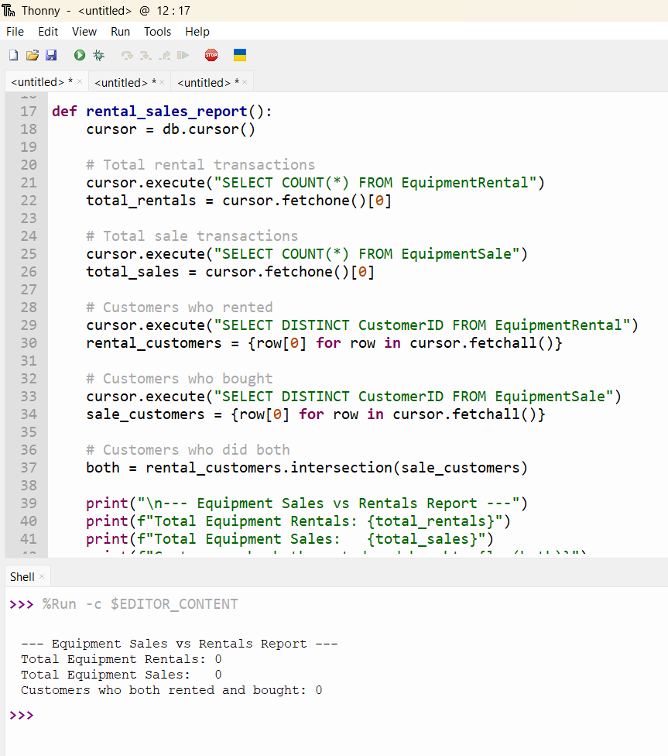 Thonny - <untitled> @ 12 : 17
File Edit View Run Tools Help
<untitled> * × <untitled> * × <untitled> * ×
17 def rental_sales_report():
18 cursor = db.cursor()
19
20 # Total rental transactions
21 cursor.execute("SELECT COUNT(*) FROM EquipmentRental")
22 total_rentals = cursor.fetchone()[0]
23
24 # Total sale transactions
25 cursor.execute("SELECT COUNT(*) FROM EquipmentSale")
26 total_sales = cursor.fetchone()[0]
27
28 # Customers who rented
29 cursor.execute("SELECT DISTINCT CustomerID FROM EquipmentRental")
30 rental_customers = {row[0] for row in cursor.fetchall()}
31
32 # Customers who bought
33 cursor.execute("SELECT DISTINCT CustomerID FROM EquipmentSale")
34 sale_customers = {row[0] for row in cursor.fetchall()}
35
36 # Customers who did both
37 both = rental_customers.intersection(sale_customers)
38
39 print("\n--- Equipment Sales vs Rentals Report ---")
40 print(f"Total Equipment Rentals: {total_rentals}")
41 print(f"Total Equipment Sales:   {total_sales}")
Shell ×
>>> %Run -c $EDITOR_CONTENT
--- Equipment Sales vs Rentals Report ---
Total Equipment Rentals: 0
Total Equipment Sales:   0
Customers who both rented and bought: 0
>>>